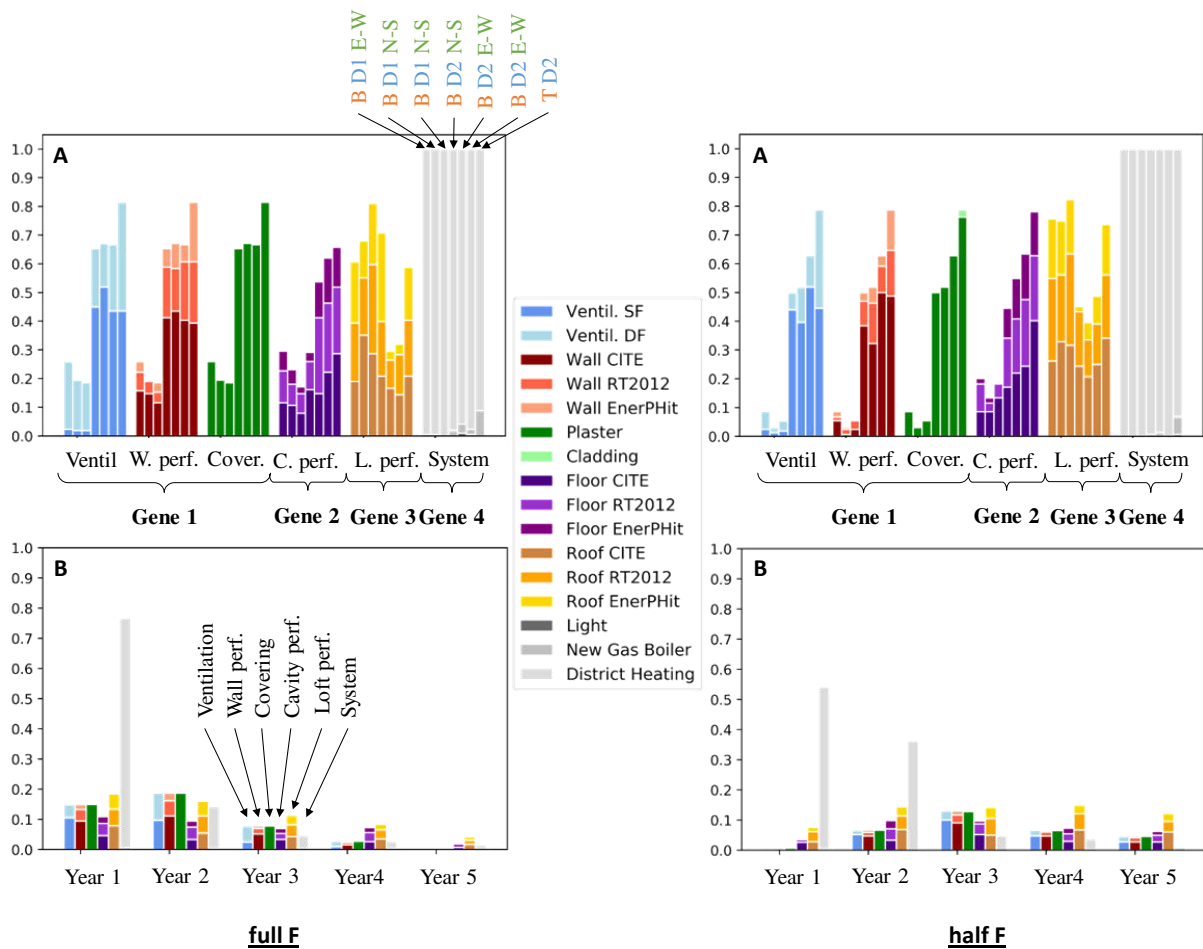 B D1 E-W
B D1 N-S
B D1 N-S
B D2 N-S
B D2 E-W
B D2 E-W
T D2
A
1.0
0.9
0.8
0.7
0.6
0.5
0.4
0.3
0.2
0.1
0.0
Ventil W. perf. Cover. C. perf. L. perf. System
Gene 1 Gene 2 Gene 3 Gene 4
A
1.0
0.9
0.8
0.7
0.6
0.5
0.4
0.3
0.2
0.1
0.0
Ventil W. perf. Cover. C. perf. L. perf. System
Gene 1 Gene 2 Gene 3 Gene 4
Ventil. SF
Ventil. DF
Wall CITE
Wall RT2012
Wall EnerPHit
Plaster
Cladding
Floor CITE
Floor RT2012
Floor EnerPHit
Roof CITE
Roof RT2012
Roof EnerPHit
Light
New Gas Boiler
District Heating
B
1.0
0.9
0.8
0.7
0.6
0.5
0.4
0.3
0.2
0.1
0.0
Ventilation
Wall perf.
Covering
Cavity perf.
Loft perf.
System
Year 1 Year 2 Year 3 Year4 Year 5
full F
B
1.0
0.9
0.8
0.7
0.6
0.5
0.4
0.3
0.2
0.1
0.0
Year 1 Year 2 Year 3 Year4 Year 5
half F